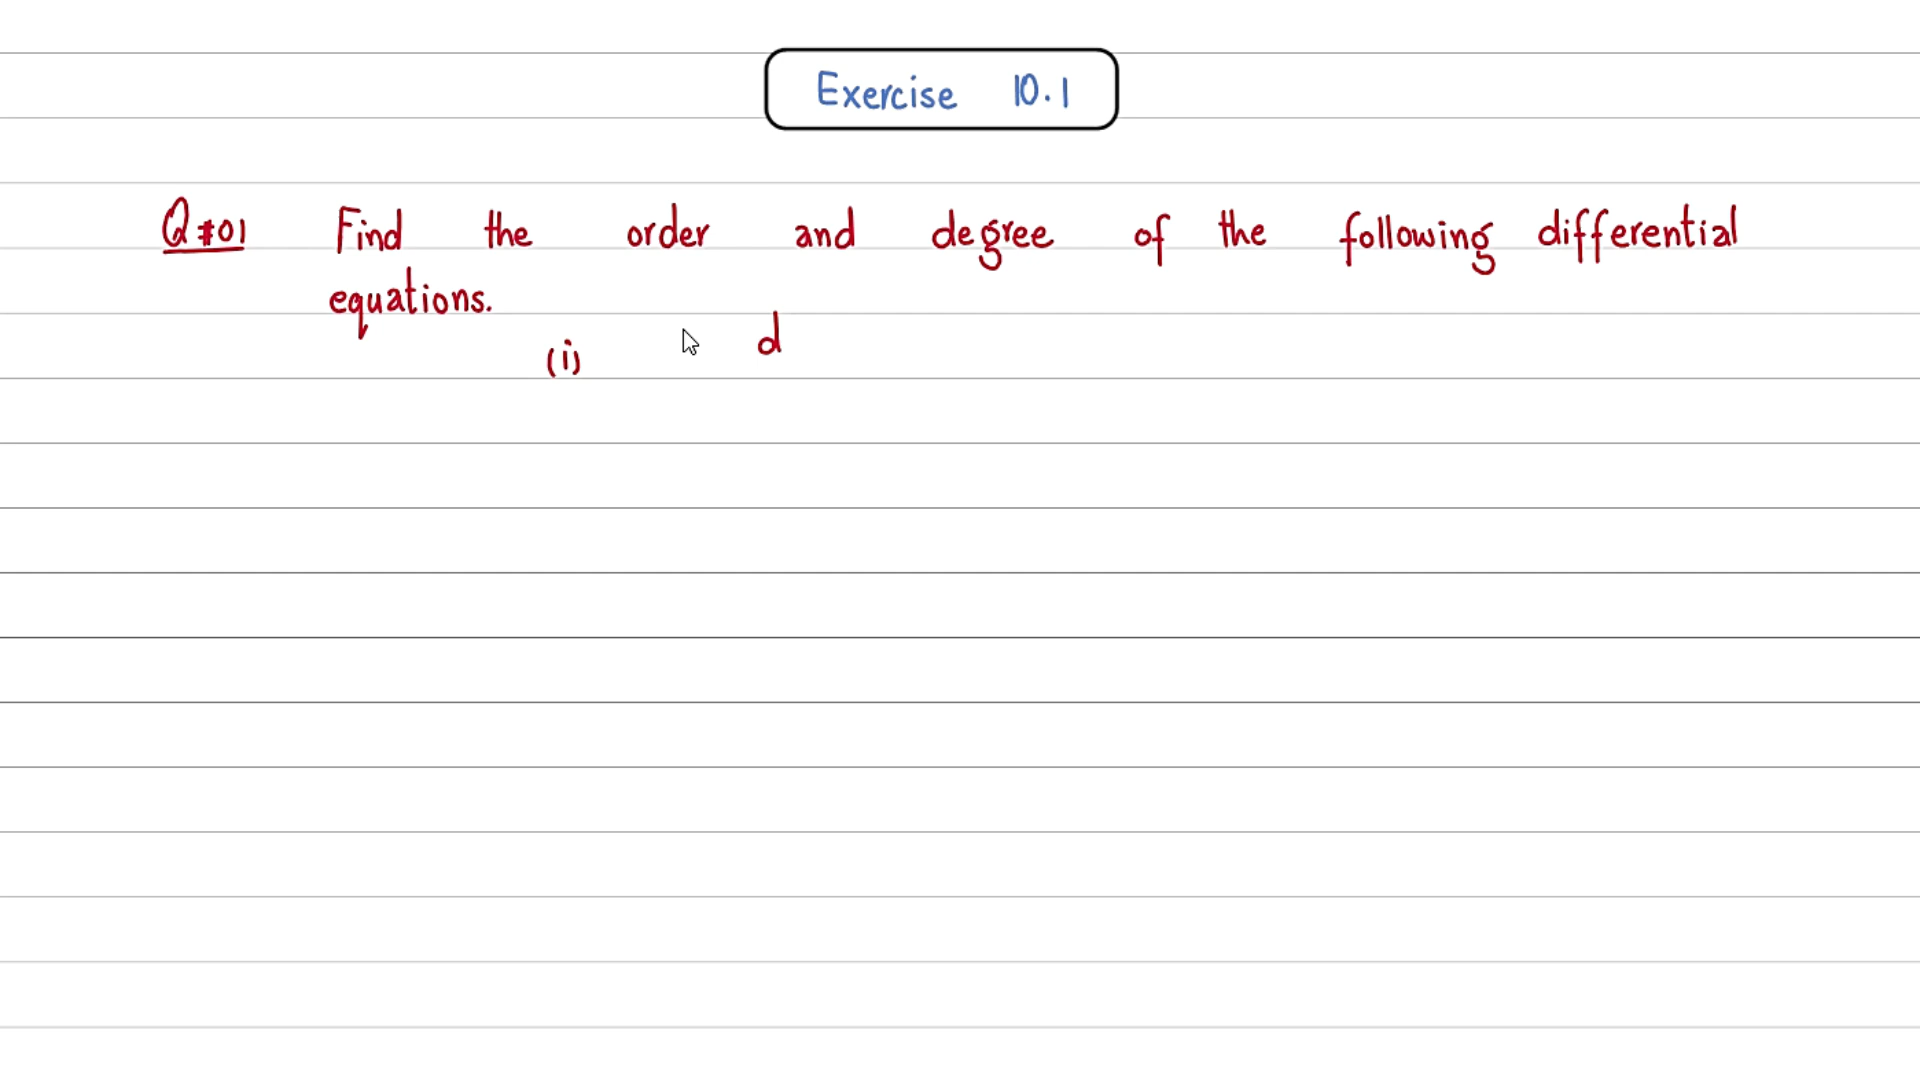 Exercise 10.1
Q#01 Find the order and degree of the following differential
equations.
(i) d